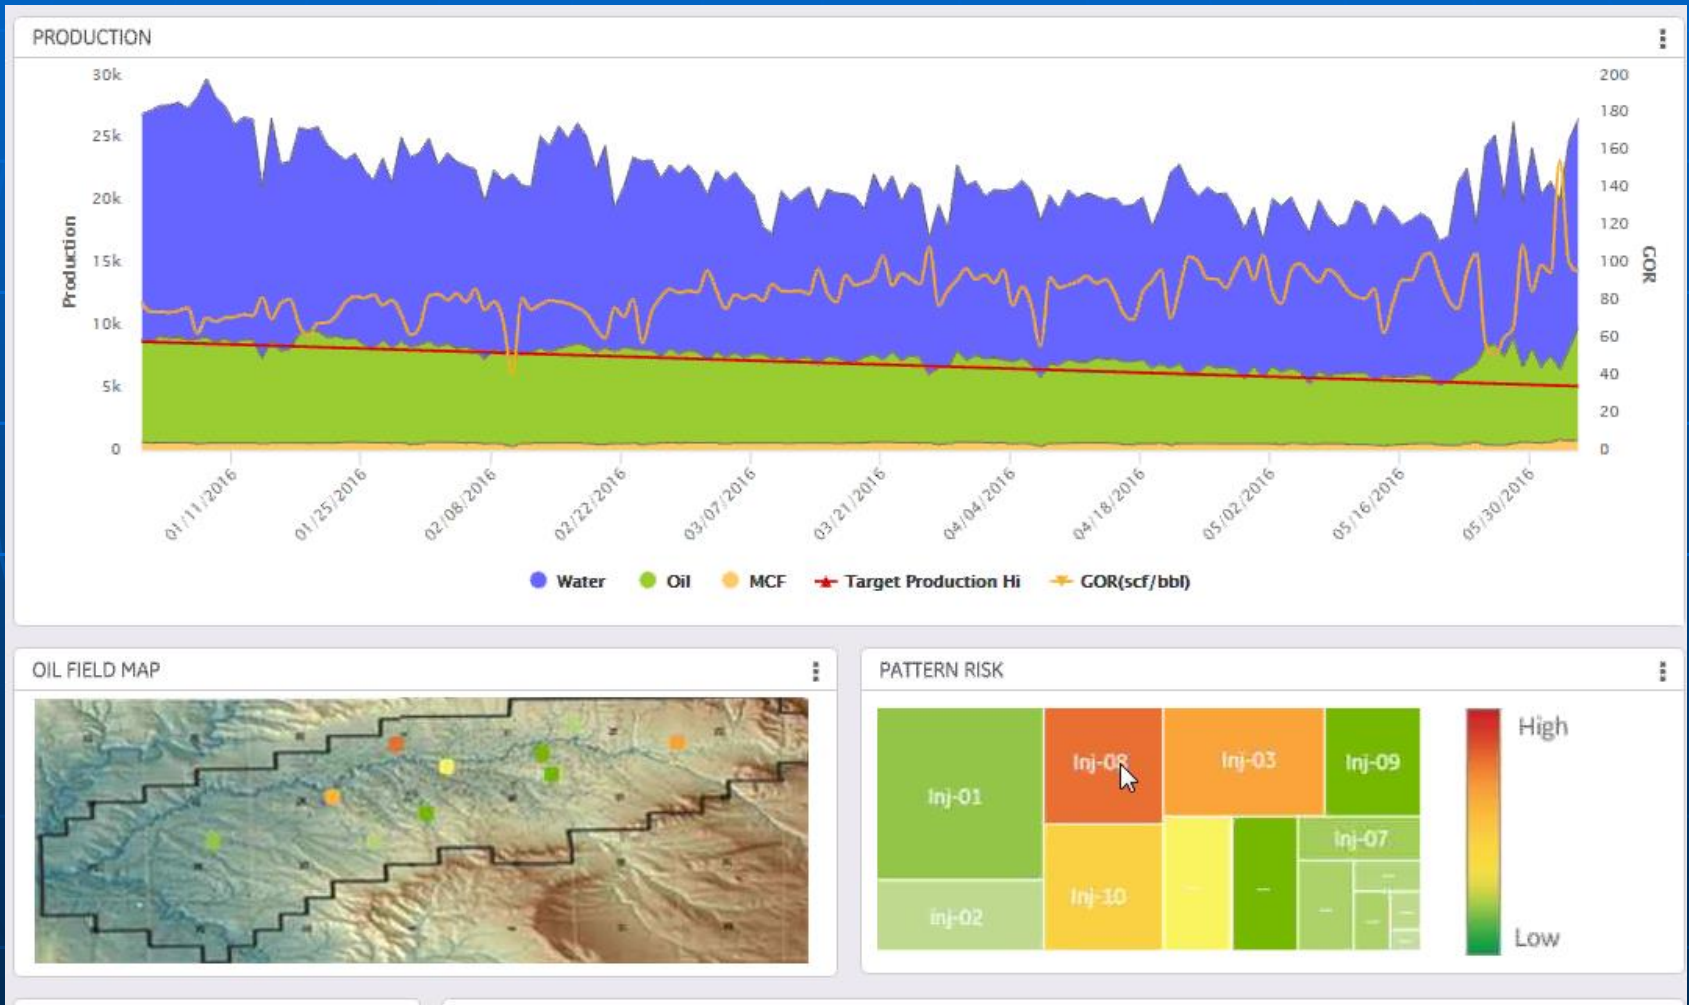 PRODUCTION
30k
25k
20k
15k
10k
5k
0
Production
200
180
160
140
120
100
80
60
40
20
0
GOR
01/11/2016
01/25/2016
02/08/2016
02/22/2016
03/07/2016
03/21/2016
04/04/2016
04/18/2016
05/02/2016
05/16/2016
05/30/2016
Water Oil MCF Target Production Hi GOR(scf/bbl)
OIL FIELD MAP
PATTERN RISK
Inj-01
Inj-08
Inj-03
Inj-09
Inj-07
Inj-10
inj-02
High
Low